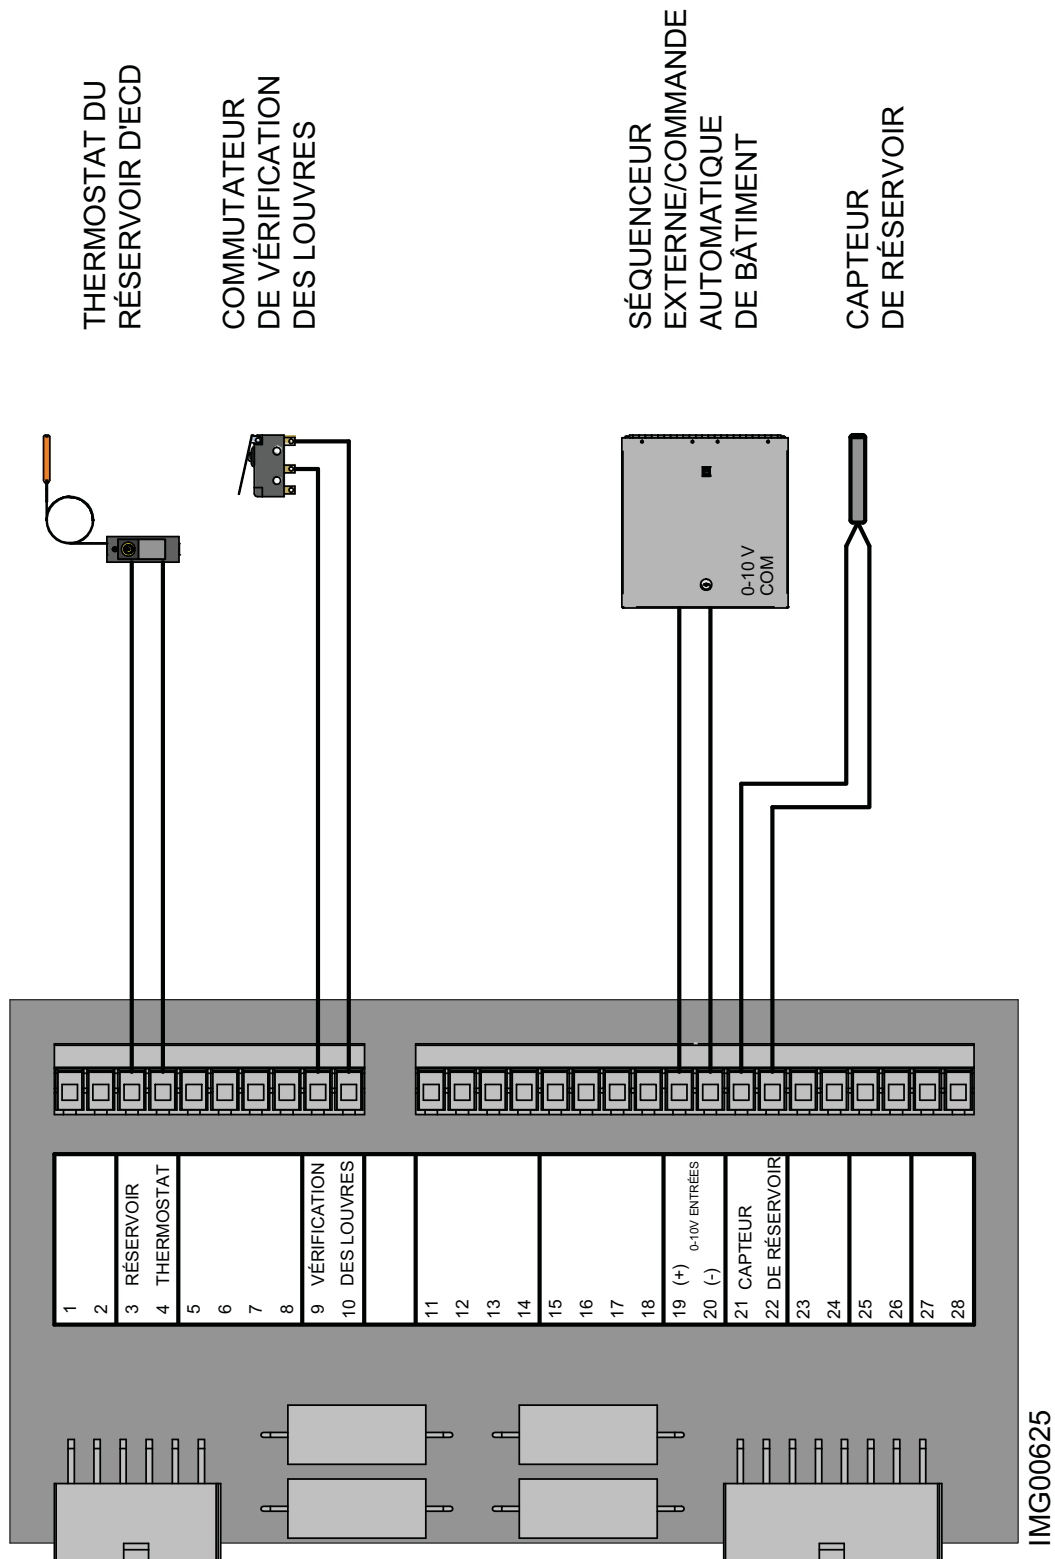 THERMOSTAT DU
RÉSERVOIR D'ECD
COMMUTATEUR
DE VÉRIFICATION
DES LOUVRES
SÉQUENCEUR
EXTERNE/COMMANDE
AUTOMATIQUE
DE BÂTIMENT
CAPTEUR
DE RÉSERVOIR
0-10 V
COM
1
2
3 RÉSERVOIR
4 THERMOSTAT
5
6
7
8
9 VÉRIFICATION
10 DES LOUVRES
11
12
13
14
15
16
17
18
19 (+)
0-10V ENTRÉES
20 (-)
21 CAPTEUR
22 DE RÉSERVOIR
23
24
25
26
27
28
IMG00625